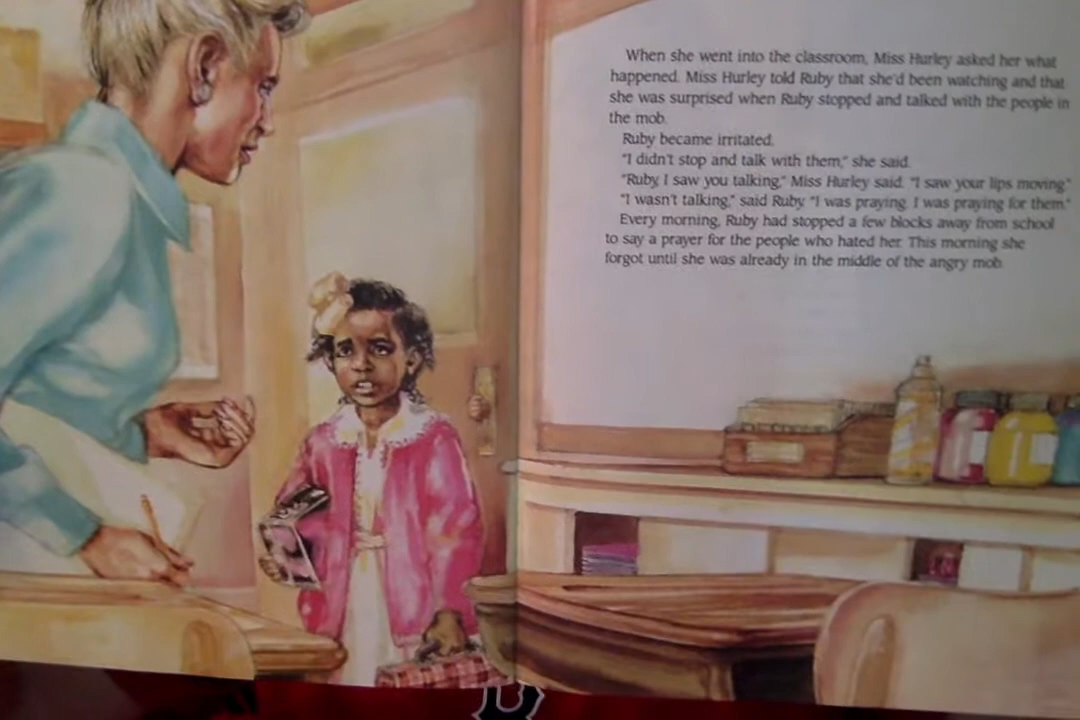 When she went into the classroom, Miss Hurley asked her what
happened. Miss Hurley told Ruby that she'd been watching and that
she was surprised when Ruby stopped and talked with the people in
the mob.
Ruby became irritated.
"I didn't stop and talk with them," she said.
"Ruby, I saw you talking," Miss Hurley said. "I saw your lips moving."
"I wasn't talking," said Ruby. "I was praying. I was praying for them."
Every morning, Ruby had stopped a few blocks away from school
to say a prayer for the people who hated her. This morning she
forgot until she was already in the middle of the angry mob.